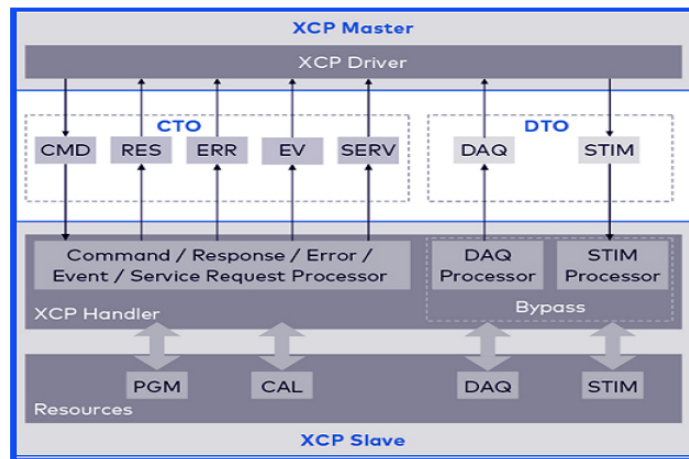 XCP Master
XCP Driver
CTO
DTO
CMD
RES
ERR
EV
SERV
DAQ
STIM
Command / Response / Error /
Event / Service Request Processor
DAQ
Processor
STIM
Processor
Bypass
XCP Handler
PGM
CAL
DAQ
STIM
Resources
XCP Slave